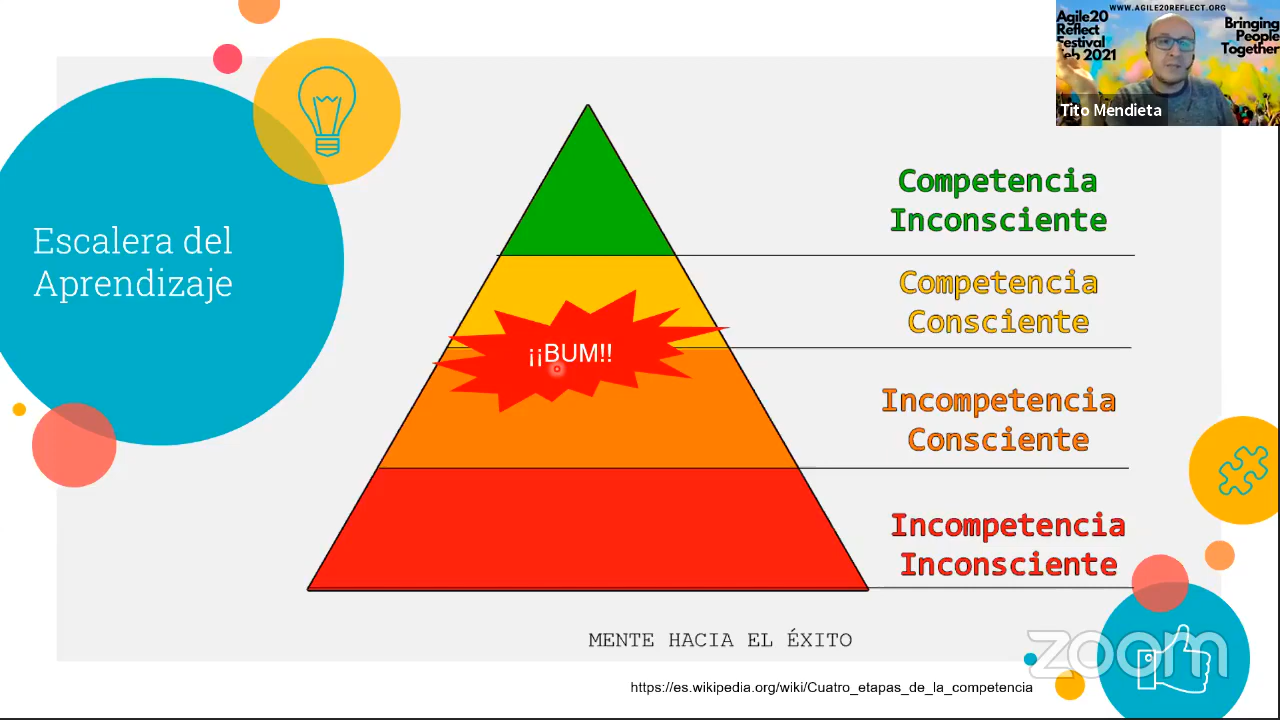 WWW.AGILE20REFLECT.ORG
Agile20
Reflect
Festival
Feb 2021
Bringing
People
Together
Tito Mendieta
Escalera del
Aprendizaje
Competencia
Inconsciente
Competencia
Consciente
¡¡BUM!!
Incompetencia
Consciente
Incompetencia
Inconsciente
MENTE HACIA EL ÉXITO
zoom
https://es.wikipedia.org/wiki/Cuatro_etapas_de_la_competencia